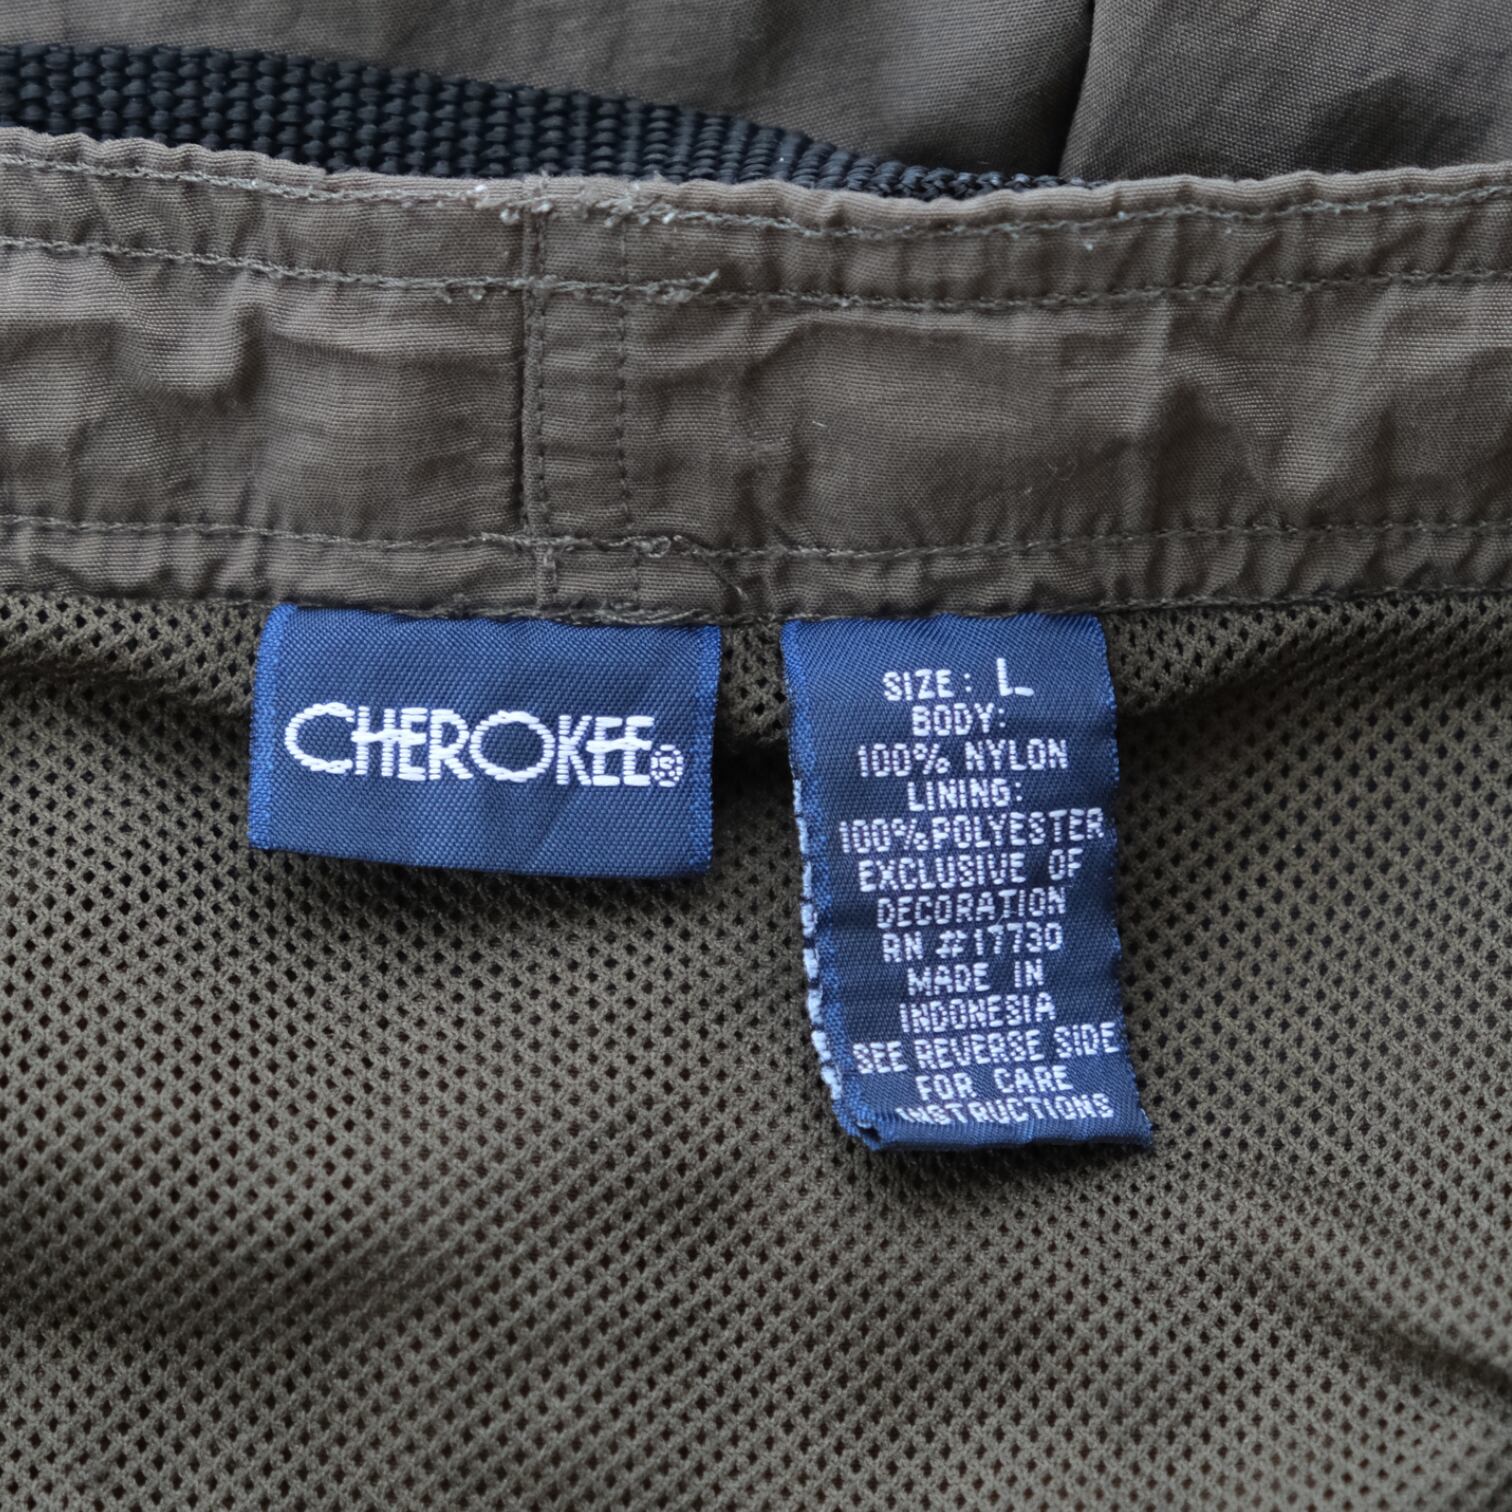 CHEROKEE®
SIZE: L
BODY:
100% NYLON
LINING:
100% POLYESTER
EXCLUSIVE OF
DECORATION
RN #17730
MADE IN
INDONESIA
SEE REVERSE SIDE
FOR CARE
INSTRUCTIONS